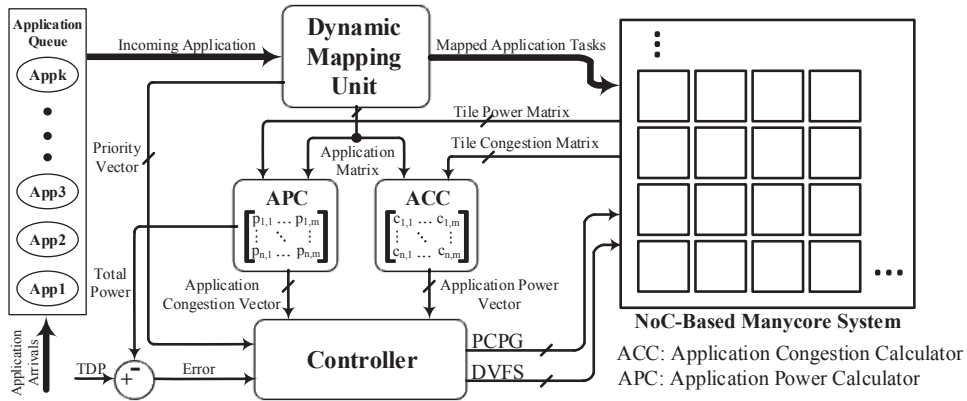 Application
Queue
Appk
App3
App2
App1
Application
Arrivals
Incoming Application
Dynamic
Mapping
Unit
Mapped Application Tasks
Tile Power Matrix
Tile Congestion Matrix
Priority
Vector
Application
Matrix
APC
p1,1 ... p1,m
pn,1 pn,m
ACC
c1,1 ... c1,m
cn,1 ... cn,m
Total
Power
Application
Congestion Vector
Application Power
Vector
TDP
+
-
Error
Controller
PCPG
DVFS
NoC-Based Manycore System
ACC: Application Congestion Calculator
APC: Application Power Calculator